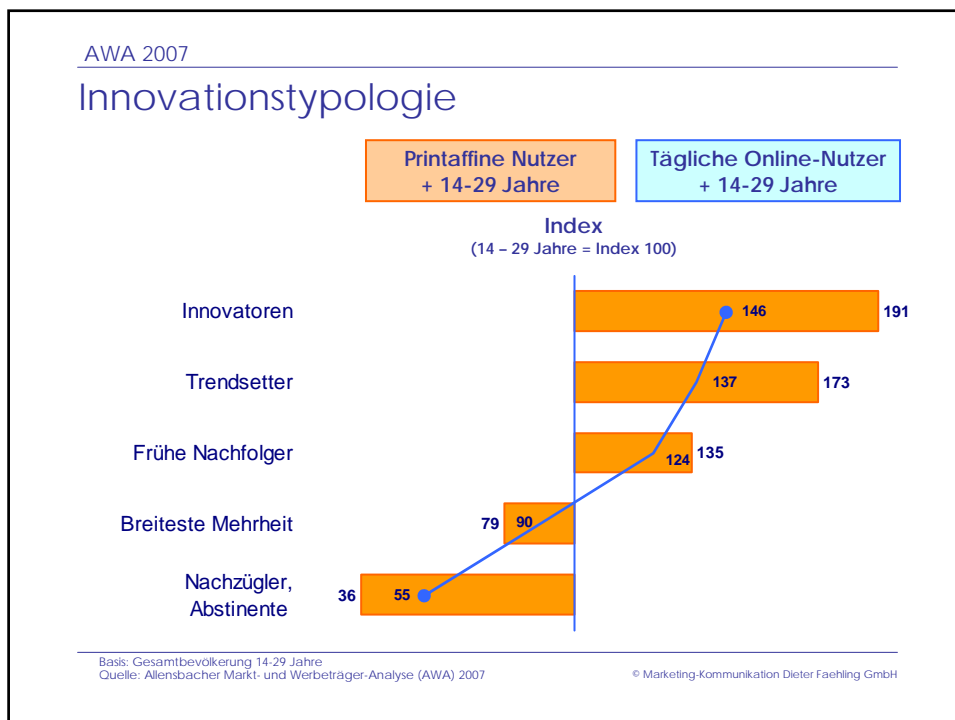 AWA 2007
Innovationstypologie
Printaffine Nutzer
+ 14-29 Jahre
Tägliche Online-Nutzer
+ 14-29 Jahre
Index
(14 – 29 Jahre = Index 100)
Innovatoren
146
191
Trendsetter
137
173
Frühe Nachfolger
124
135
Breiteste Mehrheit
79
90
Nachzügler,
Abstinente
36
55
Basis: Gesamtbevölkerung 14-29 Jahre
Quelle: Allensbacher Markt- und Werbeträger-Analyse (AWA) 2007
© Marketing-Kommunikation Dieter Faehling GmbH